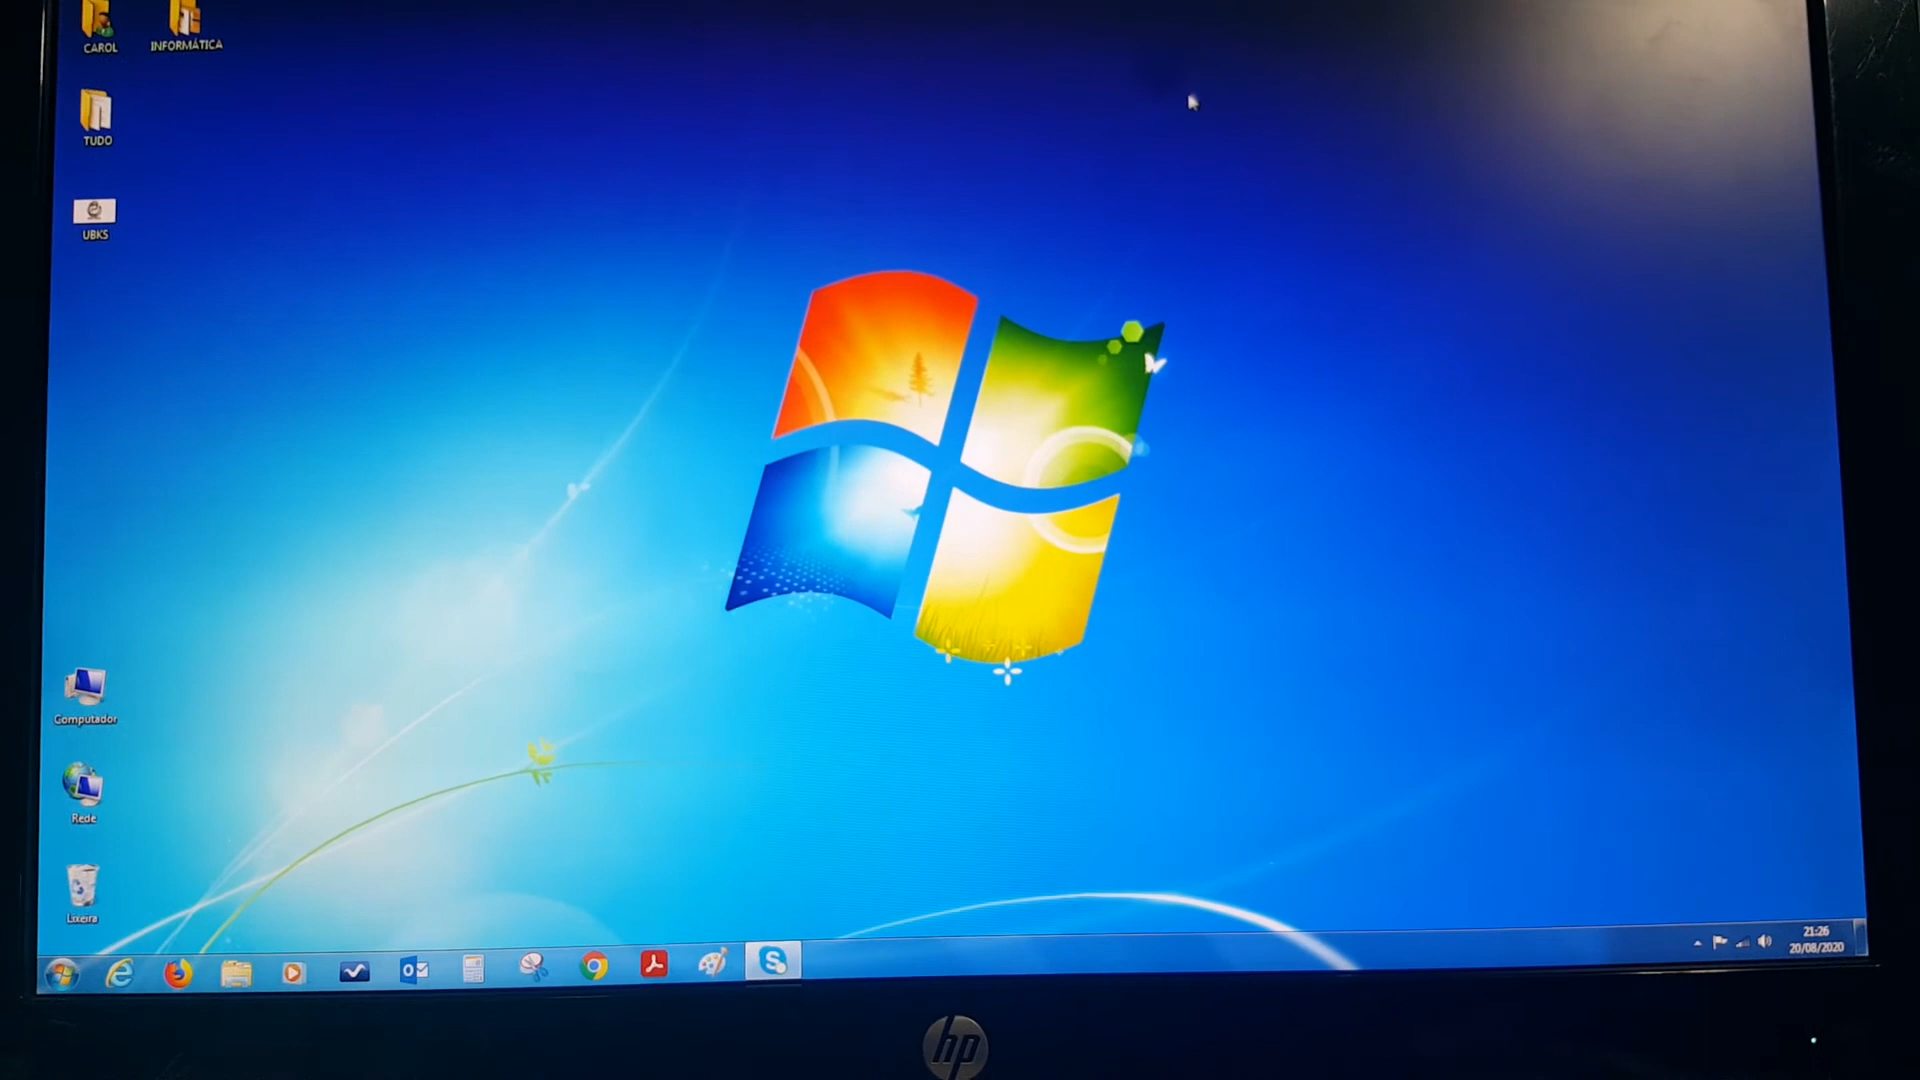 CAROL
INFORMÁTICA
TUDO
UBKS
Computador
Rede
Lixeira
21:26
20/08/2020
hp